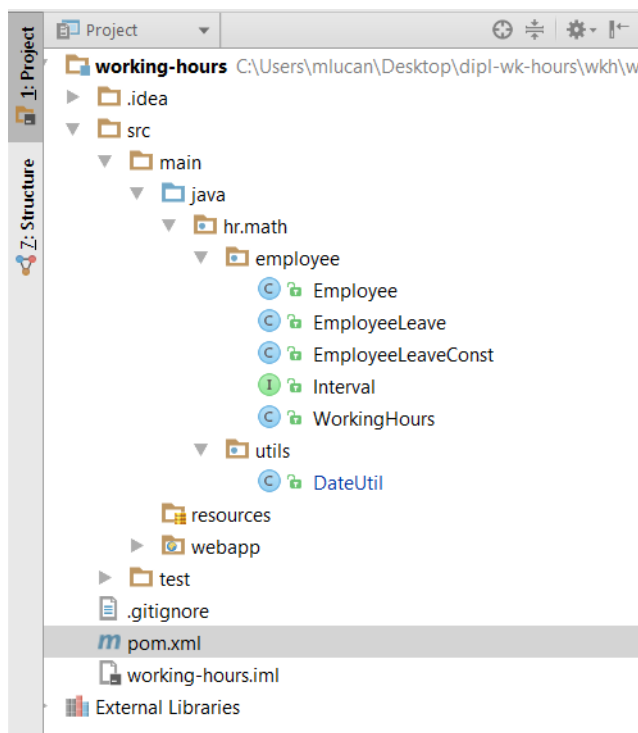 Project
1: Project
7: Structure
working-hours C:\Users\mlucan\Desktop\dipl-wk-hours\wkh\w
.idea
src
main
java
hr.math
employee
C Employee
C EmployeeLeave
C EmployeeLeaveConst
I Interval
C WorkingHours
utils
C DateUtil
resources
webapp
test
.gitignore
m pom.xml
working-hours.iml
External Libraries